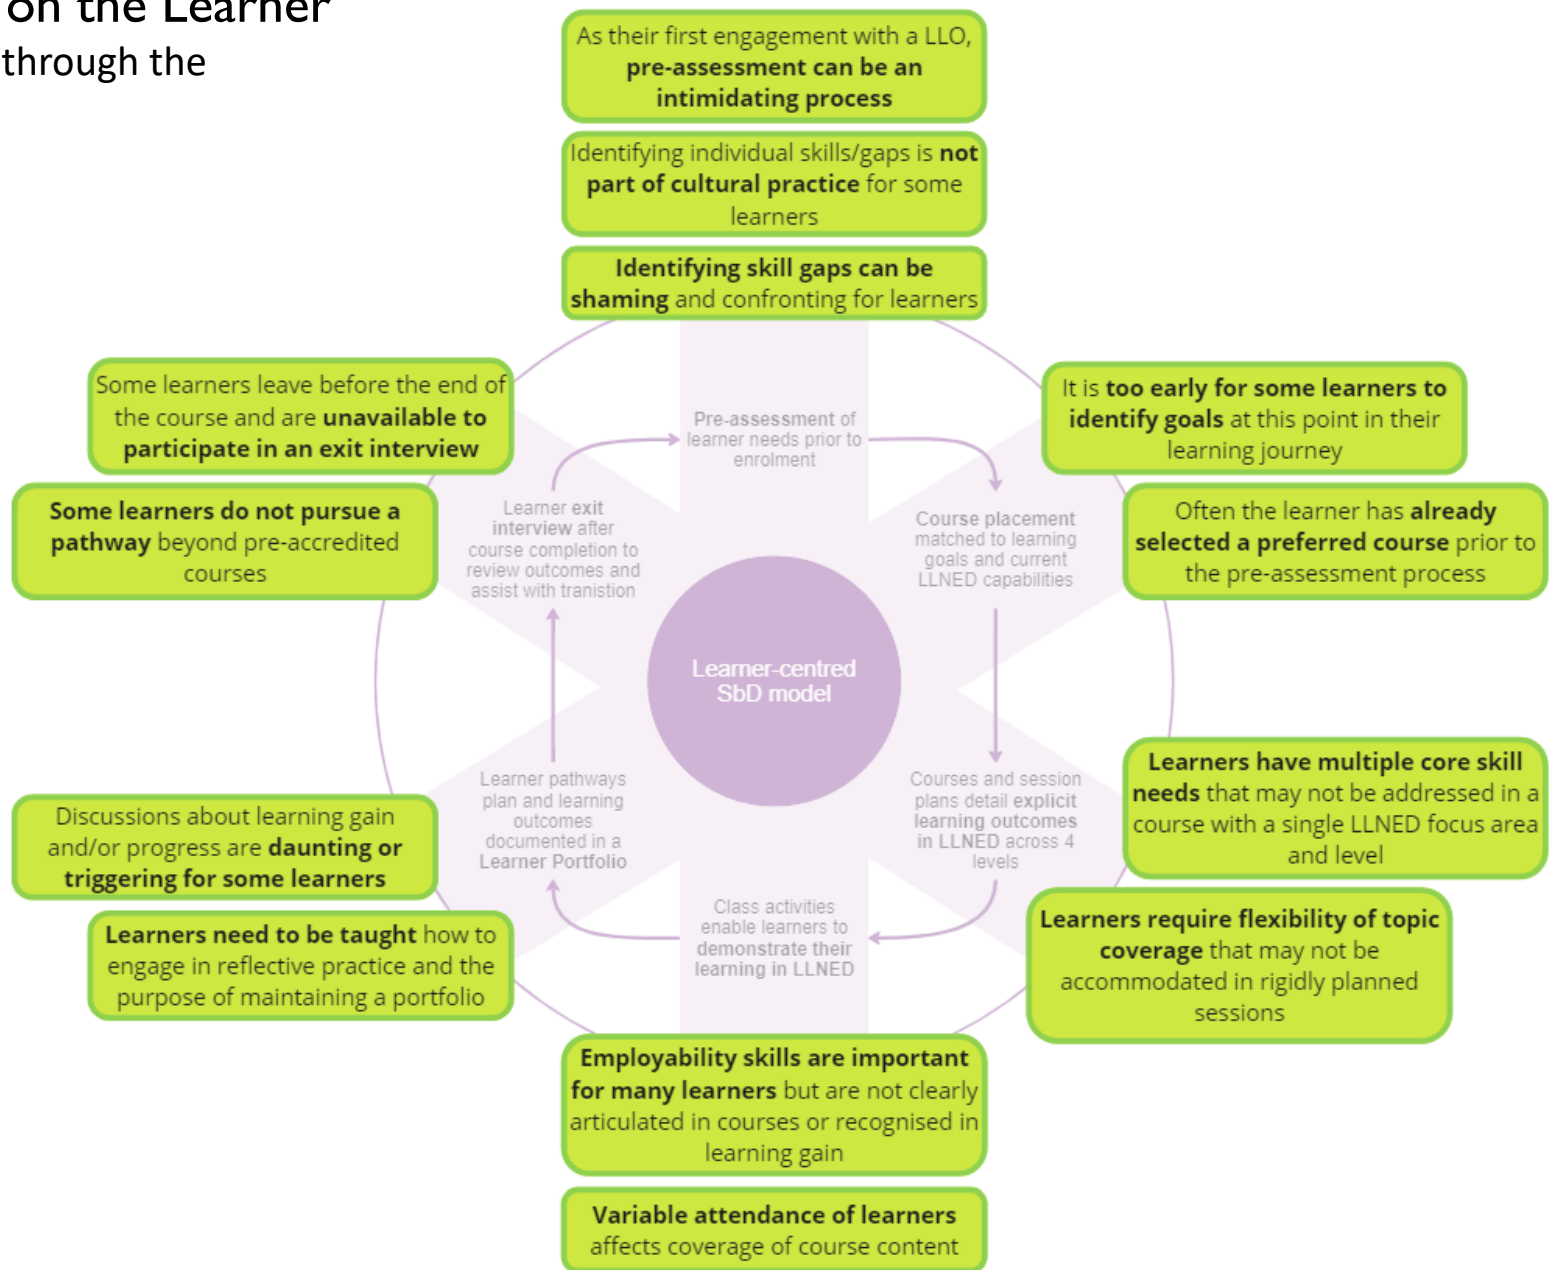 on the Learner
through the
As their first engagement with a LLO,
pre-assessment can be an
intimidating process
Identifying individual skills/gaps is not
part of cultural practice for some
learners
Identifying skill gaps can be
shaming and confronting for learners
Some learners leave before the end of
the course and are unavailable to
participate in an exit interview
Some learners do not pursue a
pathway beyond pre-accredited
courses
It is too early for some learners to
identify goals at this point in their
learning journey
Often the learner has already
selected a preferred course prior to
the pre-assessment process
Pre-assessment of
learner needs prior to
enrolment
Learner exit
interview after
course completion to
review outcomes and
assist with tranistion
Course placement
matched to learning
goals and current
LLNED capabilities
Learner-centred
SbD model
Learner pathways
plan and learning
outcomes
documented in a
Learner Portfolio
Courses and session
plans detail explicit
learning outcomes
in LLNED across 4
levels
Class activities
enable learners to
demonstrate their
learning in LLNED
Discussions about learning gain
and/or progress are daunting or
triggering for some learners
Learners need to be taught how to
engage in reflective practice and the
purpose of maintaining a portfolio
Learners have multiple core skill
needs that may not be addressed in a
course with a single LLNED focus area
and level
Learners require flexibility of topic
coverage that may not be
accommodated in rigidly planned
sessions
Employability skills are important
for many learners but are not clearly
articulated in courses or recognised in
learning gain
Variable attendance of learners
affects coverage of course content